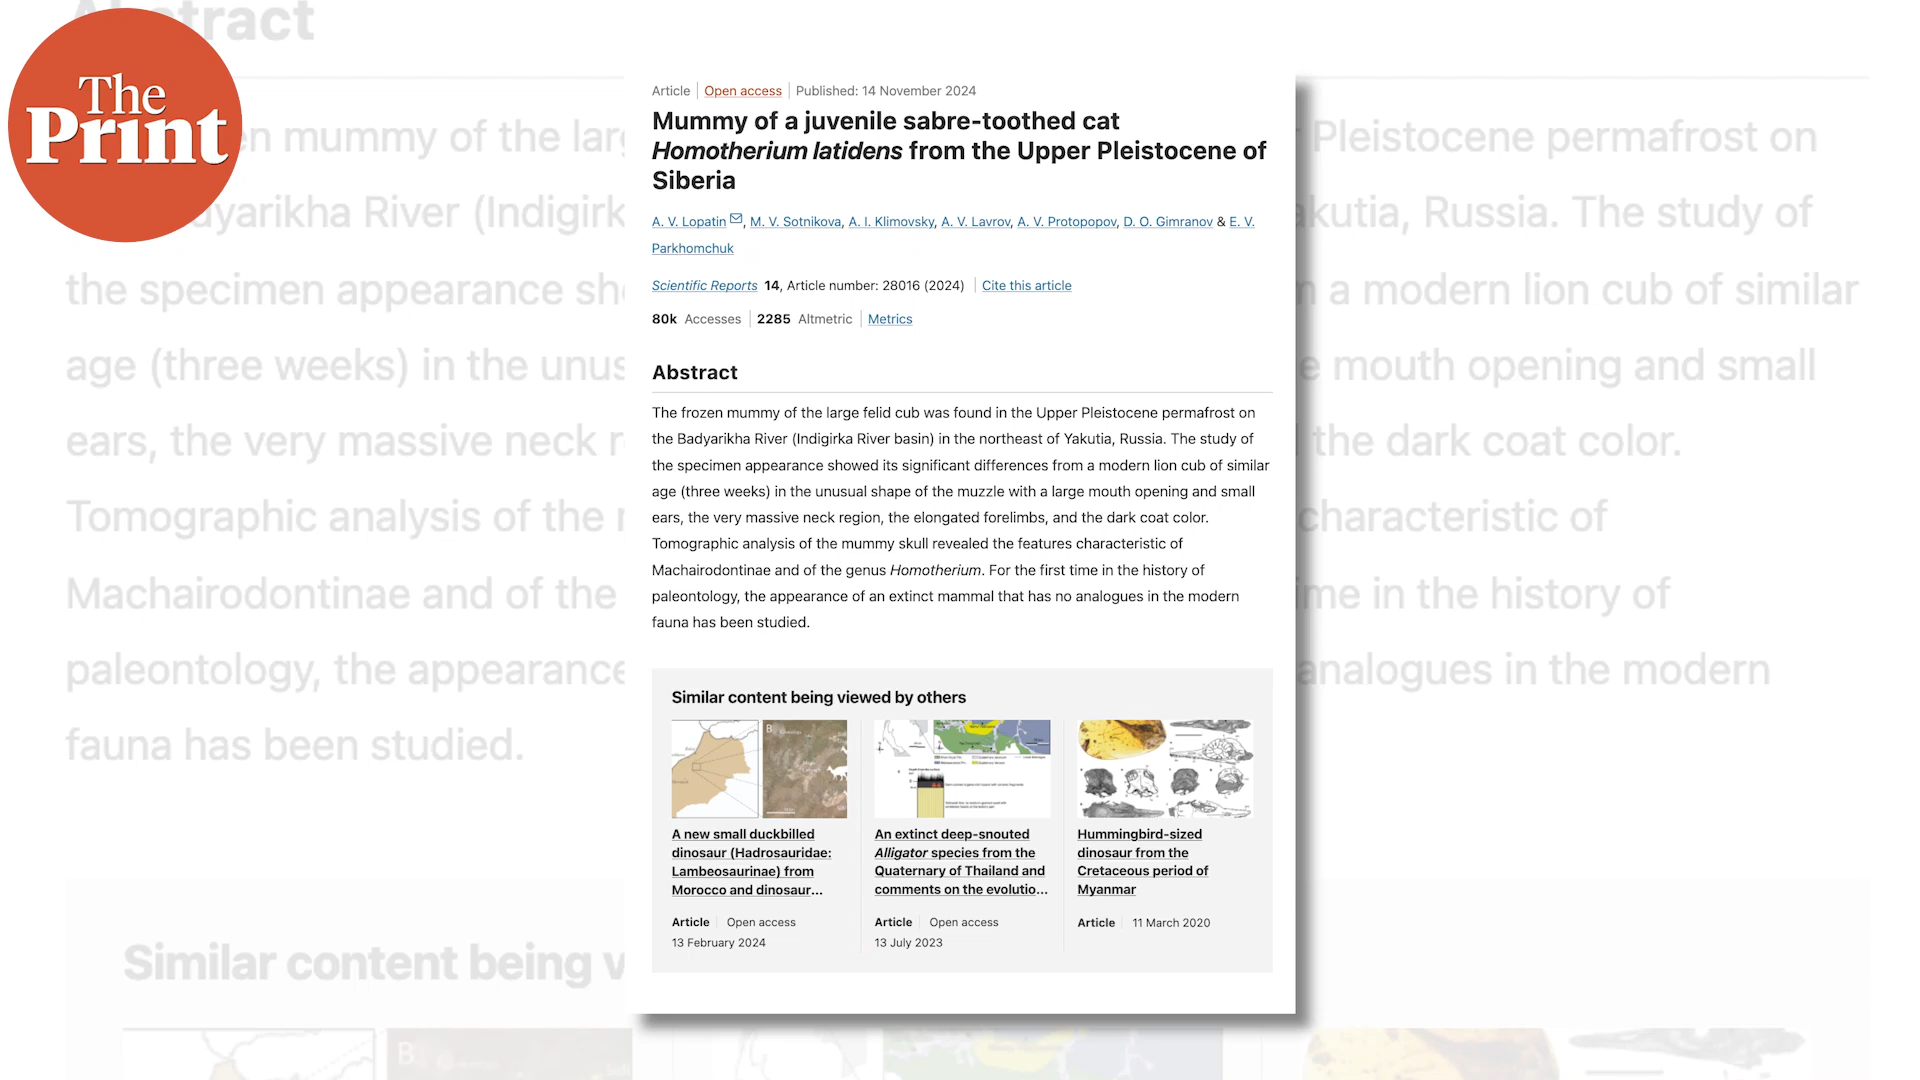 The
Print
Article | Open access | Published: 14 November 2024
Mummy of a juvenile sabre-toothed cat
Homotherium latidens from the Upper Pleistocene of
Siberia
A. V. Lopatin, M. V. Sotnikova, A. I. Klimovsky, A. V. Lavrov, A. V. Protopopov, D. O. Gimranov & E. V.
Parkhomchuk
Scientific Reports 14, Article number: 28016 (2024) | Cite this article
80k Accesses | 2285 Altmetric | Metrics
Abstract
The frozen mummy of the large felid cub was found in the Upper Pleistocene permafrost on
the Badyarikha River (Indigirka River basin) in the northeast of Yakutia, Russia. The study of
the specimen appearance showed its significant differences from a modern lion cub of similar
age (three weeks) in the unusual shape of the muzzle with a large mouth opening and small
ears, the very massive neck region, the elongated forelimbs, and the dark coat color.
Tomographic analysis of the mummy skull revealed the features characteristic of
Machairodontinae and of the genus Homotherium. For the first time in the history of
paleontology, the appearance of an extinct mammal that has no analogues in the modern
fauna has been studied.
Similar content being viewed by others
A new small duckbilled
dinosaur (Hadrosauridae:
Lambeosaurinae) from
Morocco and dinosaur...
Article | Open access
13 February 2024
An extinct deep-snouted
Alligator species from the
Quaternary of Thailand and
comments on the evolutio...
Article | Open access
13 July 2023
Hummingbird-sized
dinosaur from the
Cretaceous period of
Myanmar
Article | 11 March 2020